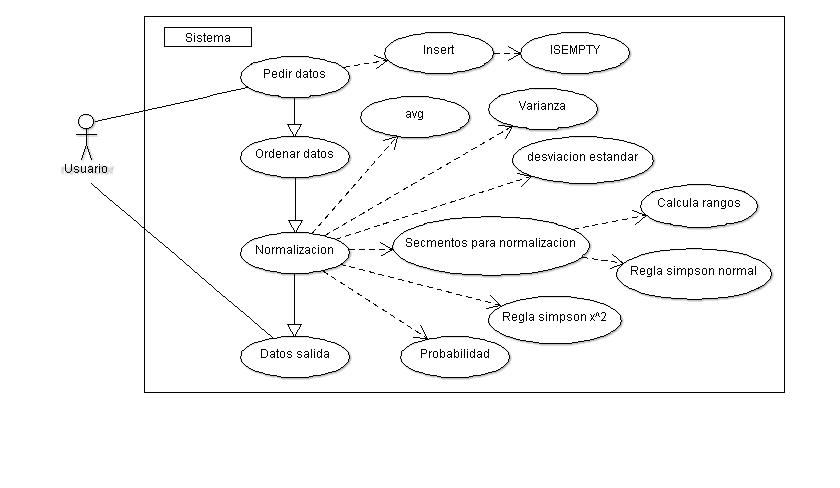 Sistema
Insert
ISEMPTY
Pedir datos
avg
Varianza
Ordenar datos
desviacion estandar
Usuario
Calcula rangos
Normalizacion
Secmentos para normalizacion
Regla simpson normal
Regla simpson x^2
Datos salida
Probabilidad